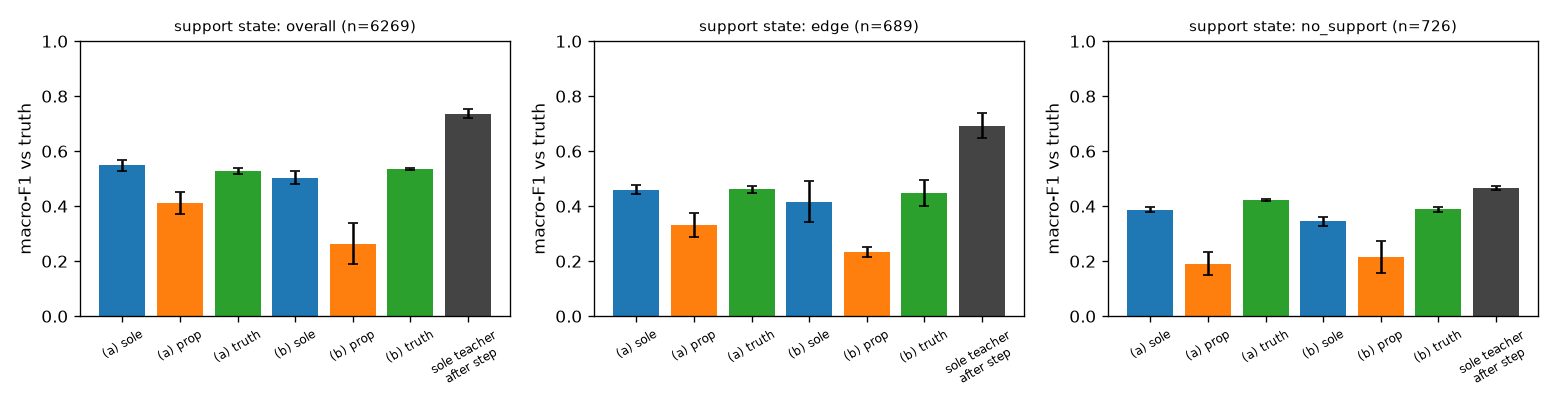 support state: overall (n=6269)
macro-F1 vs truth
1.0
0.8
0.6
0.4
0.2
0.0
(a) sole
(a) prop
(a) truth
(b) sole
(b) prop
(b) truth
sole teacher
after step
support state: edge (n=689)
macro-F1 vs truth
1.0
0.8
0.6
0.4
0.2
0.0
(a) sole
(a) prop
(a) truth
(b) sole
(b) prop
(b) truth
sole teacher
after step
support state: no_support (n=726)
macro-F1 vs truth
1.0
0.8
0.6
0.4
0.2
0.0
(a) sole
(a) prop
(a) truth
(b) sole
(b) prop
(b) truth
sole teacher
after step